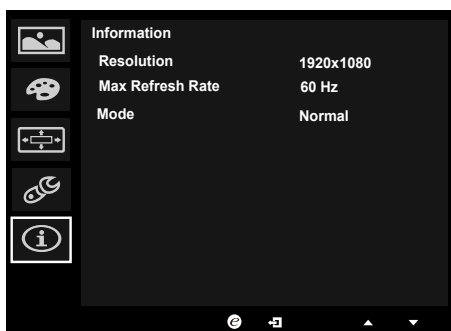 Information
Resolution 1920x1080
Max Refresh Rate 60 Hz
Mode Normal